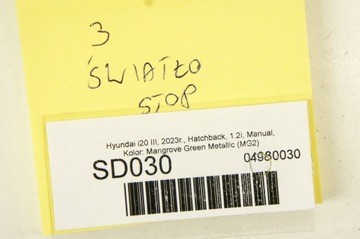 3
ŚWIATŁO
STOP
Hyundai i20 III, 2023r., Hatchback, 1.2i, Manual,
Kolor: Mangrove Green Metallic (MG2)
SD030
04980030